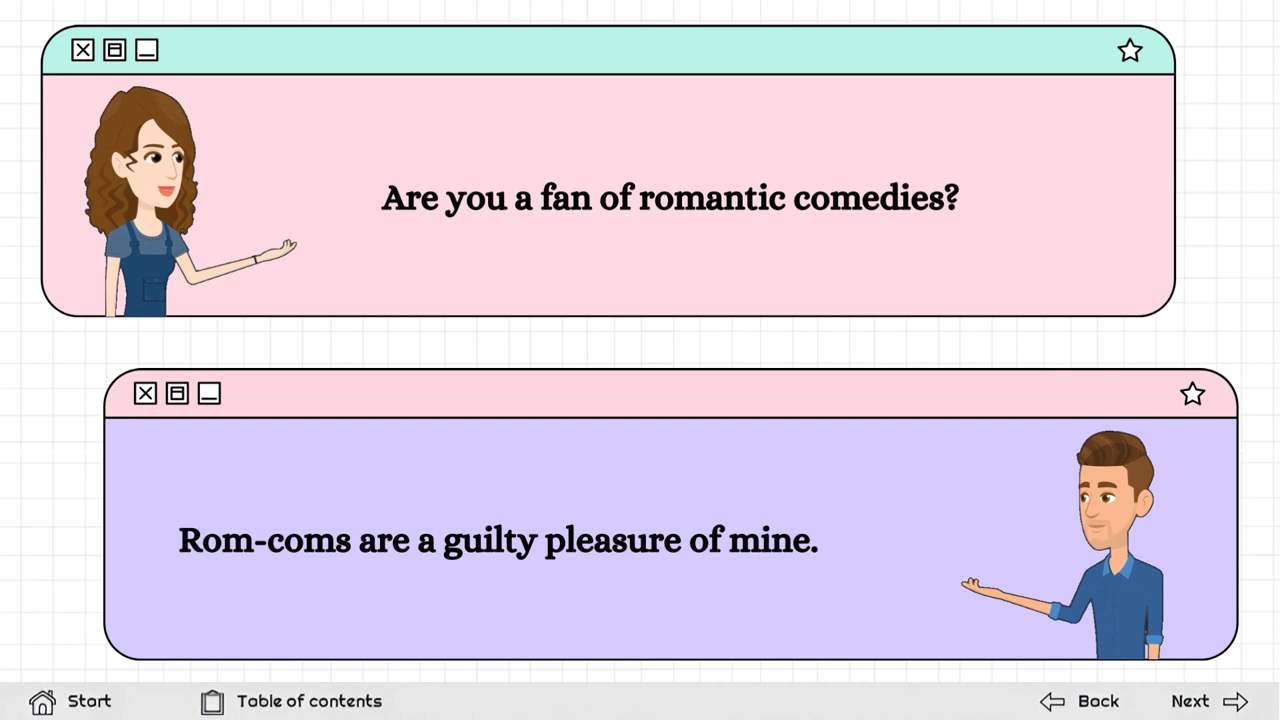 Are you a fan of romantic comedies?
Rom-coms are a guilty pleasure of mine.
Start
Table of contents
Back
Next